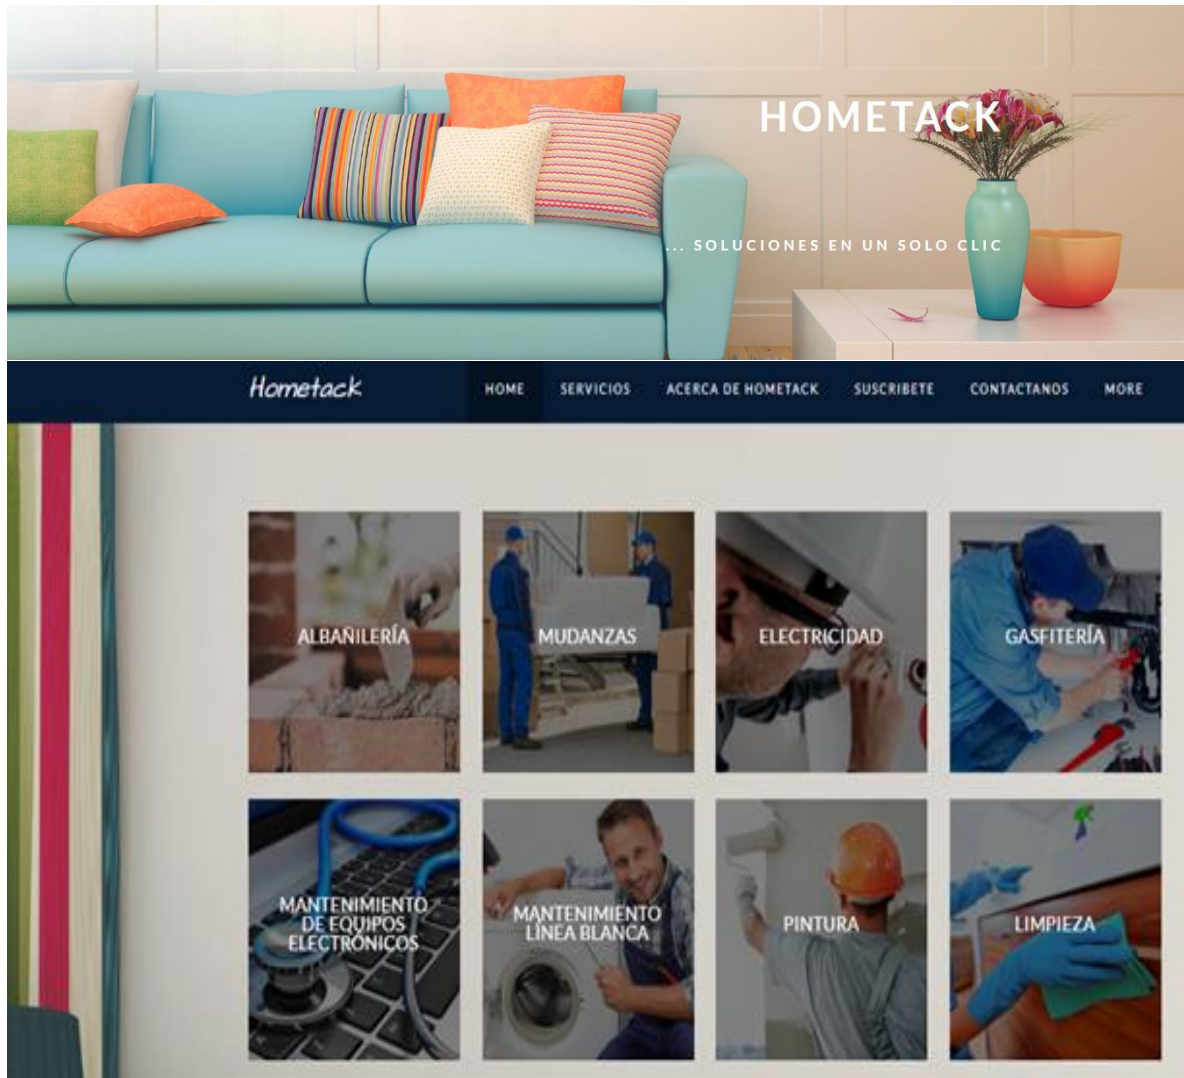 HOMETACK
... SOLUCIONES EN UN SOLO CLIC
Hometack
HOME SERVICIOS ACERCA DE HOMETACK SUSCRIBETE CONTACTANOS MORE
ALBAÑILERÍA
MUDANZAS
ELECTRICIDAD
GASFITERÍA
MANTENIMIENTO
DE EQUIPOS
ELECTRÓNICOS
MANTENIMIENTO
LÍNEA BLANCA
PINTURA
LIMPIEZA